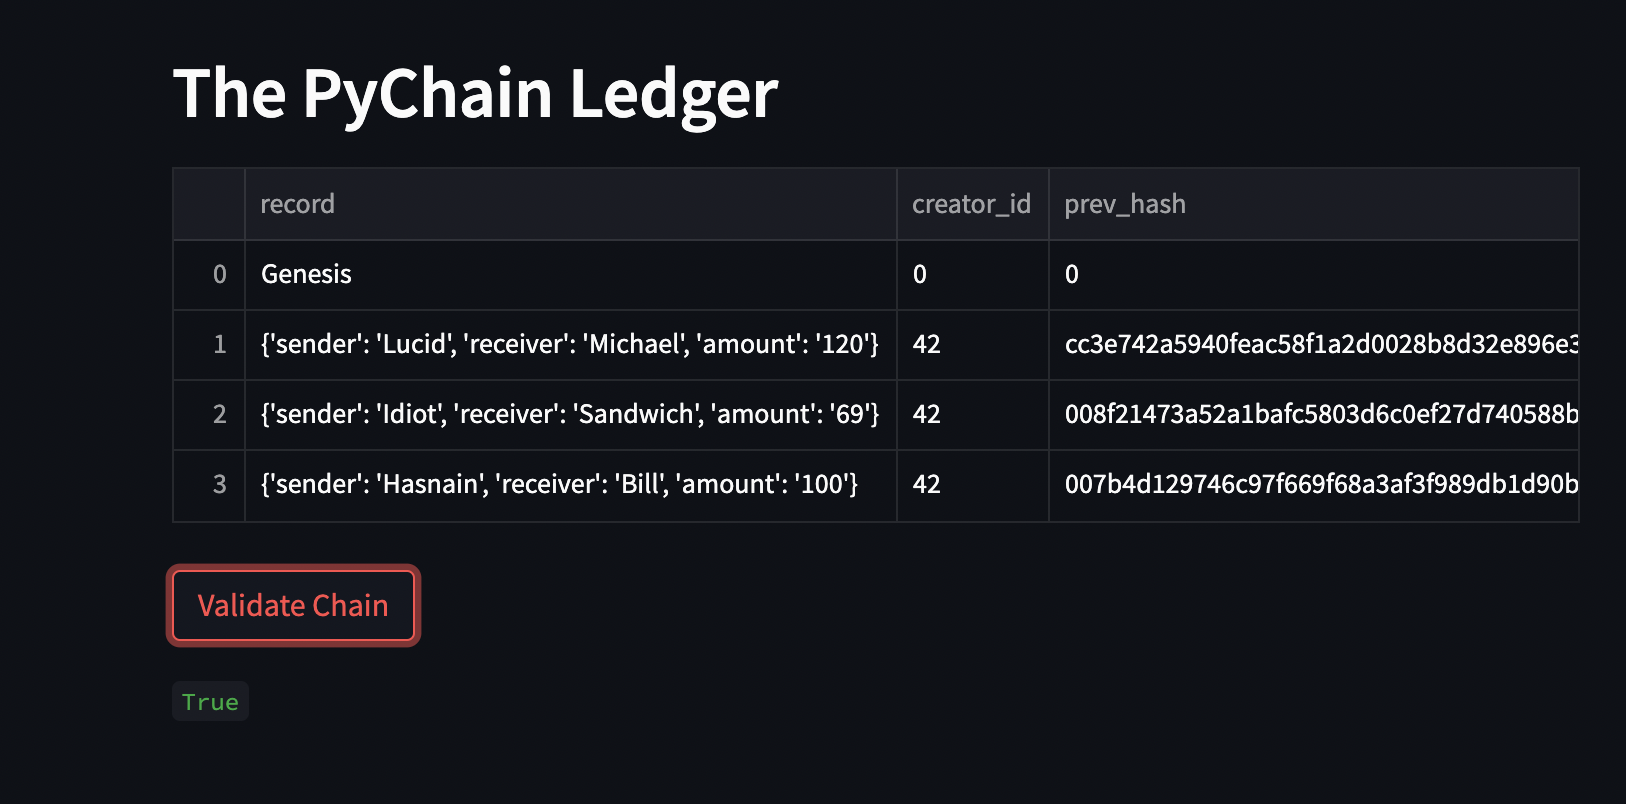 The PyChain Ledger
record creator_id prev_hash
0 Genesis 0 0
1 {'sender': 'Lucid', 'receiver': 'Michael', 'amount': '120'} 42 cc3e742a5940feac58f1a2d0028b8d32e896e3
2 {'sender': 'Idiot', 'receiver': 'Sandwich', 'amount': '69'} 42 008f21473a52a1bafc5803d6c0ef27d740588b
3 {'sender': 'Hasnain', 'receiver': 'Bill', 'amount': '100'} 42 007b4d129746c97f669f68a3af3f989db1d90b
Validate Chain
True